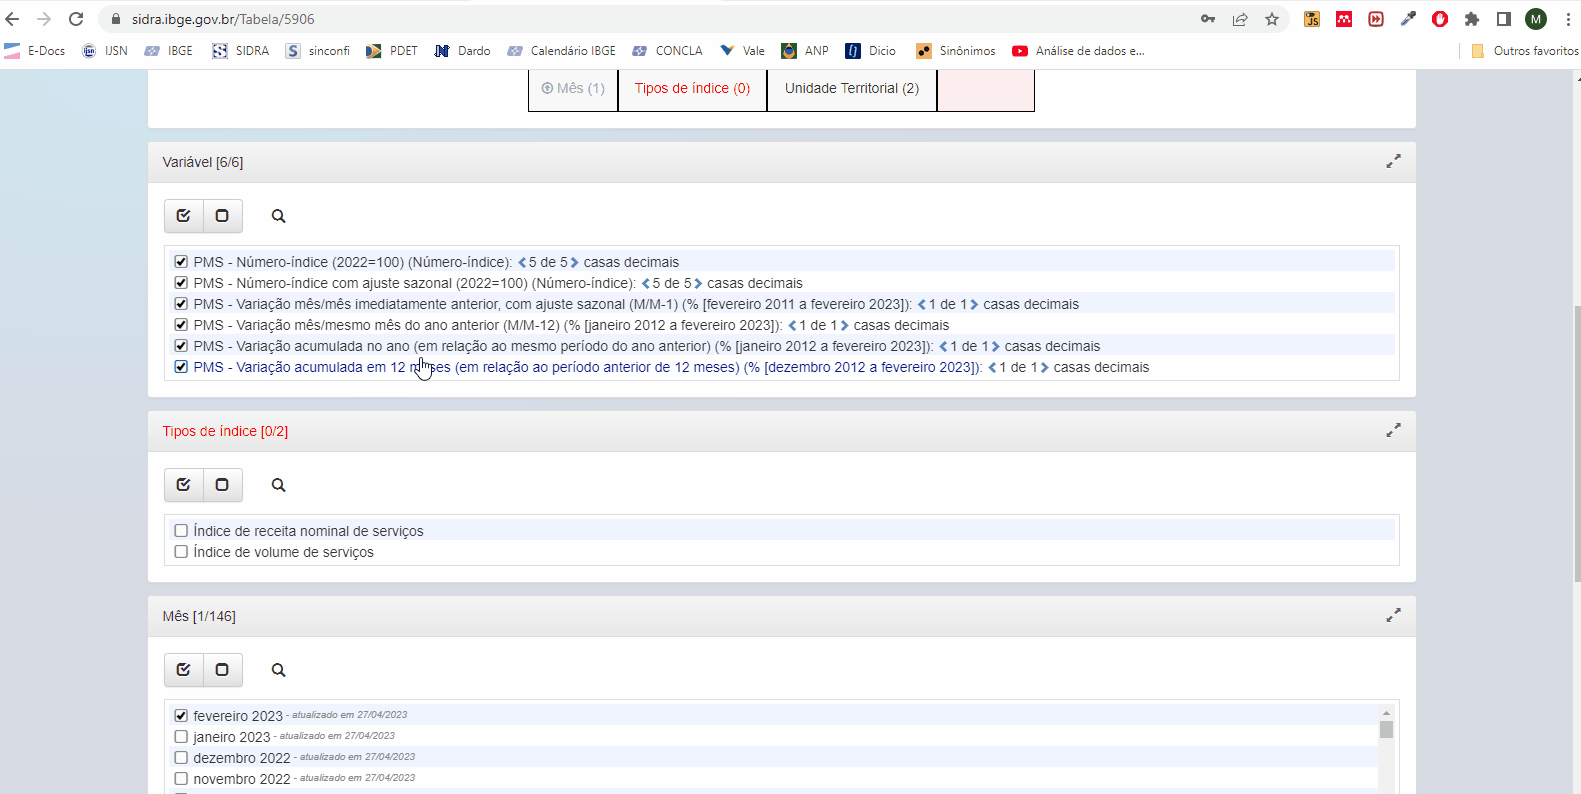 sidra.ibge.gov.br/Tabela/5906
M
E-Docs IJSN IBGE SIDRA sinconfi PDET Dardo Calendário IBGE CONCLA Vale ANP Dicio Sinônimos Análise de dados e... Outros favoritos
Mês (1) Tipos de índice (0) Unidade Territorial (2)
Variável [6/6]
PMS - Número-índice (2022=100) (Número-índice): 5 de 5 casas decimais
PMS - Número-índice com ajuste sazonal (2022=100) (Número-índice): 5 de 5 casas decimais
PMS - Variação mês/mês imediatamente anterior, com ajuste sazonal (M/M-1) (% [fevereiro 2011 a fevereiro 2023]): 1 de 1 casas decimais
PMS - Variação mês/mesmo mês do ano anterior (M/M-12) (% [janeiro 2012 a fevereiro 2023]): 1 de 1 casas decimais
PMS - Variação acumulada no ano (em relação ao mesmo período do ano anterior) (% [janeiro 2012 a fevereiro 2023]): 1 de 1 casas decimais
PMS - Variação acumulada em 12 meses (em relação ao período anterior de 12 meses) (% [dezembro 2012 a fevereiro 2023]): 1 de 1 casas decimais
Tipos de índice [0/2]
Índice de receita nominal de serviços
Índice de volume de serviços
Mês [1/146]
fevereiro 2023 - atualizado em 27/04/2023
janeiro 2023 - atualizado em 27/04/2023
dezembro 2022 - atualizado em 27/04/2023
novembro 2022 - atualizado em 27/04/2023